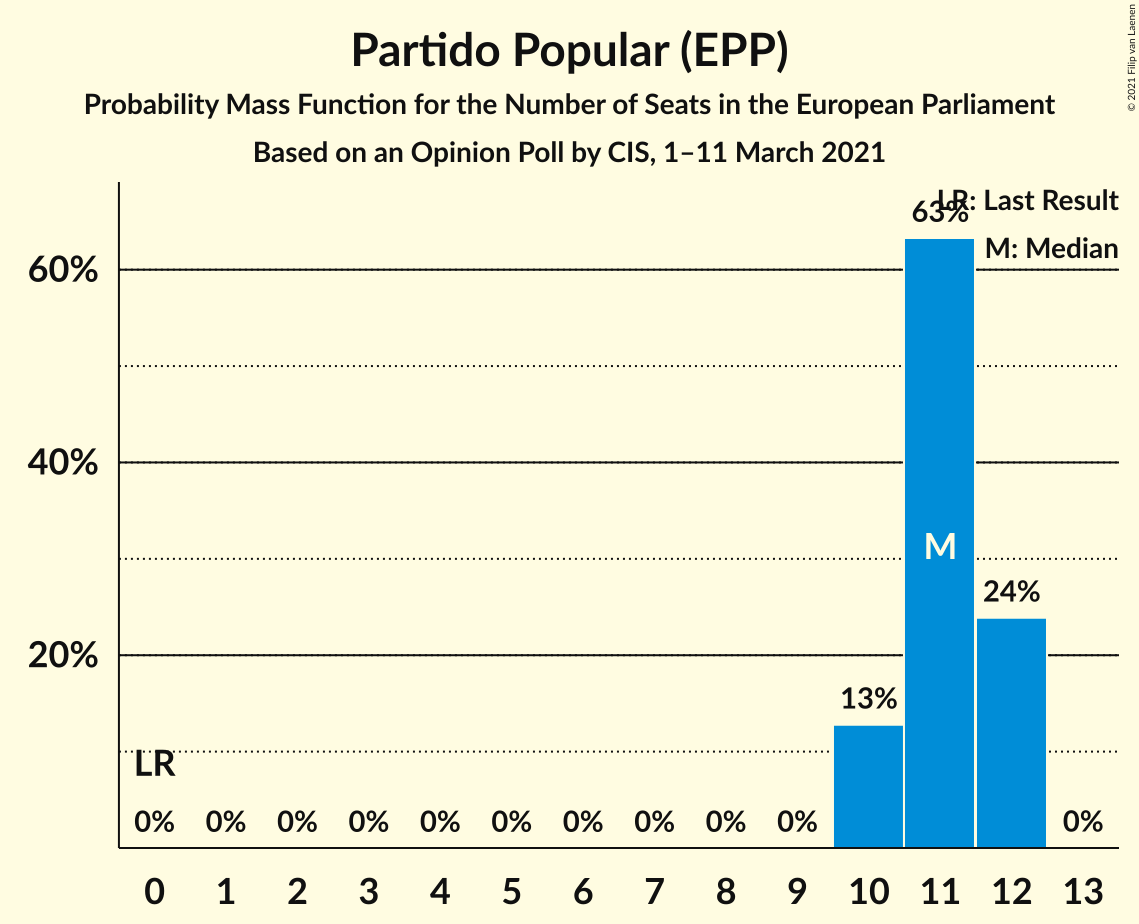 Partido Popular (EPP)
Probability Mass Function for the Number of Seats in the European Parliament
Based on an Opinion Poll by CIS, 1–11 March 2021
© 2021 Filip van Laenen
LR: Last Result
M: Median
60%
40%
20%
63%
M
24%
13%
LR
0% 0% 0% 0% 0% 0% 0% 0% 0% 0% 0%
0 1 2 3 4 5 6 7 8 9 10 11 12 13